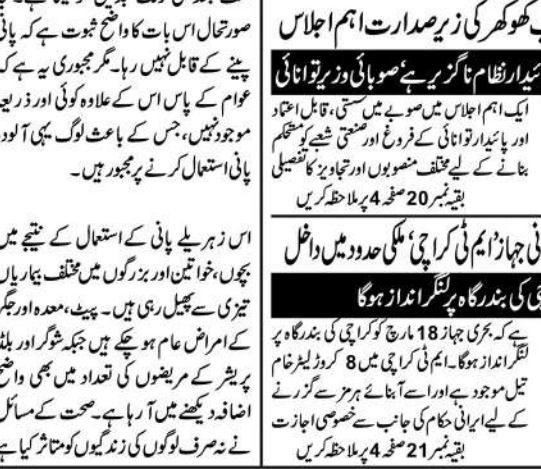 کھوکھر کی زیر صدارت اہم اجلاس
ئیدار نظام ناگزیر ہے‘ صوبائی وزیر توانائی
ایک اہم اجلاس میں صوبے میں سستی، قابل اعتماد
اور پائیدار توانائی کے فروغ اور صنعتی شعبے کو مستحکم
بنانے کے لیے مختلف منصوبوں اور تجاویز کا تفصیلی
بقیہ نمبر 20 صفحہ 4 پر ملاحظہ کریں
نی جہاز ’ایم ٹی کراچی‘ ملکی حدود میں داخل
چی کی بندرگاہ پر لنگر انداز ہوگا
ہے کہ بحری جہاز 18 مارچ کو کراچی کی بندرگاہ پر
لنگر انداز ہوگا۔ ایم ٹی کراچی میں 8 کروڑ لیٹر خام
تیل موجود ہے اور اسے آبنائے ہرمز سے گزرنے
کے لیے ایرانی حکام کی جانب سے خصوصی اجازت
بقیہ نمبر 21 صفحہ 4 پر ملاحظہ کریں
صورتحال اس بات کا واضح ثبوت ہے کہ پانی
پینے کے قابل نہیں رہا۔ مگر مجبوری یہ ہے ک
عوام کے پاس اس کے علاوہ کوئی اور ذریعہ
موجود نہیں، جس کے باعث لوگ یہی آلودہ
پانی استعمال کرنے پر مجبور ہیں۔
اس زہریلے پانی کے استعمال کے نتیجے میں
بچوں، خواتین اور بزرگوں میں مختلف بیماریاں
تیزی سے پھیل رہی ہیں۔ پیٹ، معدہ اور جگر
کے امراض عام ہو چکے ہیں جبکہ شوگر اور بلڈ
پریشر کے مریضوں کی تعداد میں بھی واضح
اضافہ دیکھنے میں آ رہا ہے۔ صحت کے مسائل
نے نہ صرف لوگوں کی زندگیوں کو متاثر کیا ہے